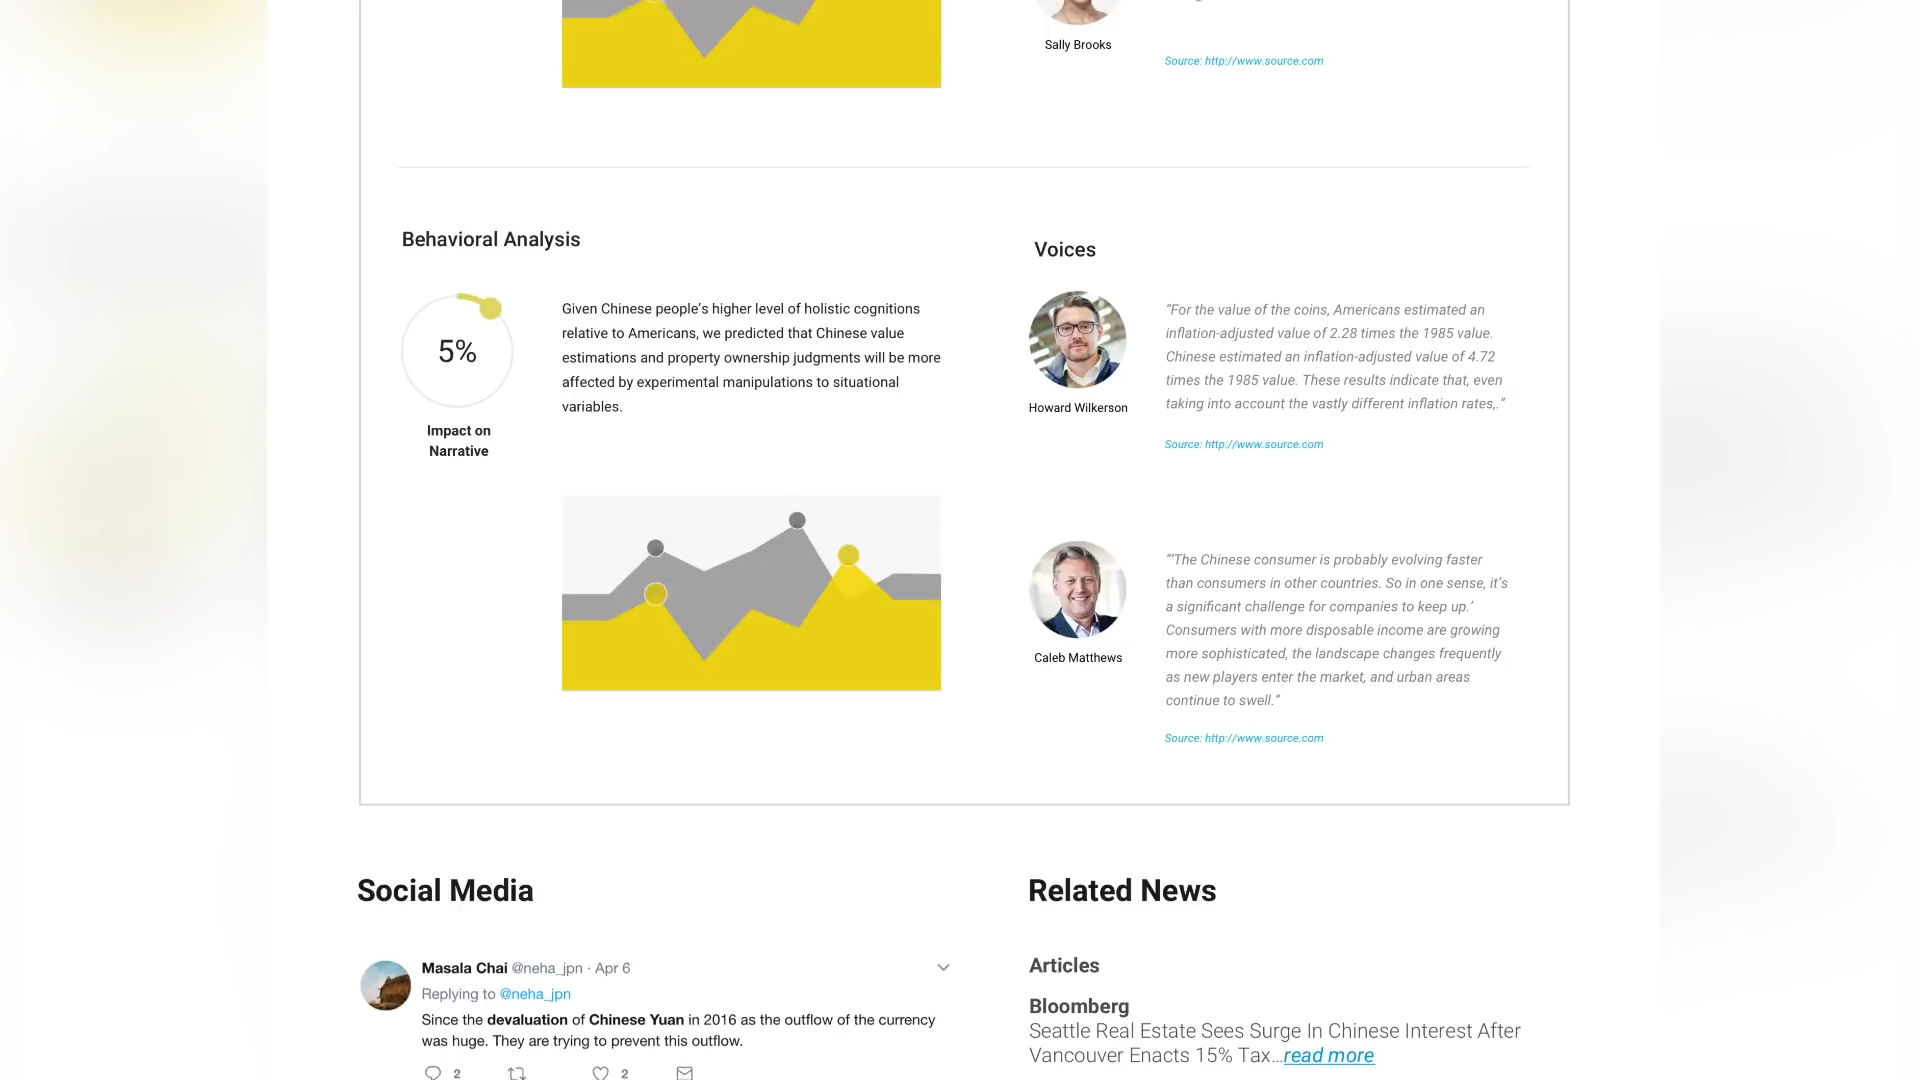 Sally Brooks
Source: http://www.source.com
Behavioral Analysis
5%
Impact on
Narrative
Given Chinese people’s higher level of holistic cognitions
relative to Americans, we predicted that Chinese value
estimations and property ownership judgments will be more
affected by experimental manipulations to situational
variables.
Voices
Howard Wilkerson
“For the value of the coins, Americans estimated an
inflation-adjusted value of 2.28 times the 1985 value.
Chinese estimated an inflation-adjusted value of 4.72
times the 1985 value. These results indicate that, even
taking into account the vastly different inflation rates,.”
Source: http://www.source.com
Caleb Matthews
“‘The Chinese consumer is probably evolving faster
than consumers in other countries. So in one sense, it’s
a significant challenge for companies to keep up.’
Consumers with more disposable income are growing
more sophisticated, the landscape changes frequently
as new players enter the market, and urban areas
continue to swell.”
Source: http://www.source.com
Social Media
Masala Chai @neha_jpn · Apr 6
Replying to @neha_jpn
Since the devaluation of Chinese Yuan in 2016 as the outflow of the currency
was huge. They are trying to prevent this outflow.
2 2
Related News
Articles
Bloomberg
Seattle Real Estate Sees Surge In Chinese Interest After
Vancouver Enacts 15% Tax...read more